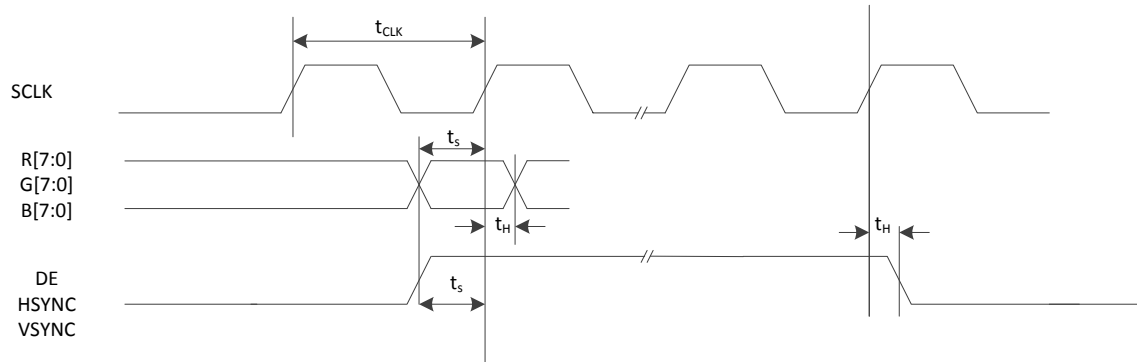 tCLK
SCLK
ts
R[7:0]
G[7:0]
B[7:0]
tH
tH
DE
ts
HSYNC
VSYNC